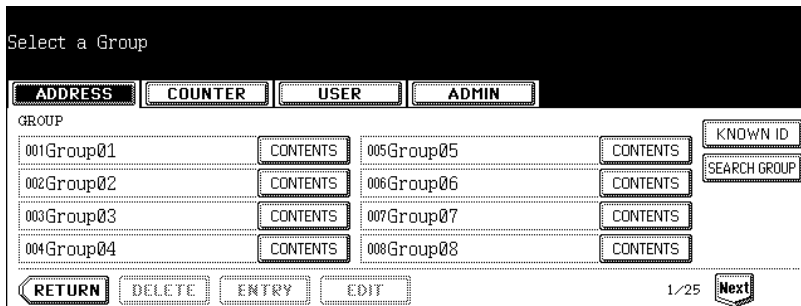 Select a Group
ADDRESS COUNTER USER ADMIN
GROUP
001Group01 CONTENTS 005Group05 CONTENTS KNOWN ID
002Group02 CONTENTS 006Group06 CONTENTS SEARCH GROUP
003Group03 CONTENTS 007Group07 CONTENTS
004Group04 CONTENTS 008Group08 CONTENTS
RETURN DELETE ENTRY EDIT 1/25 Next